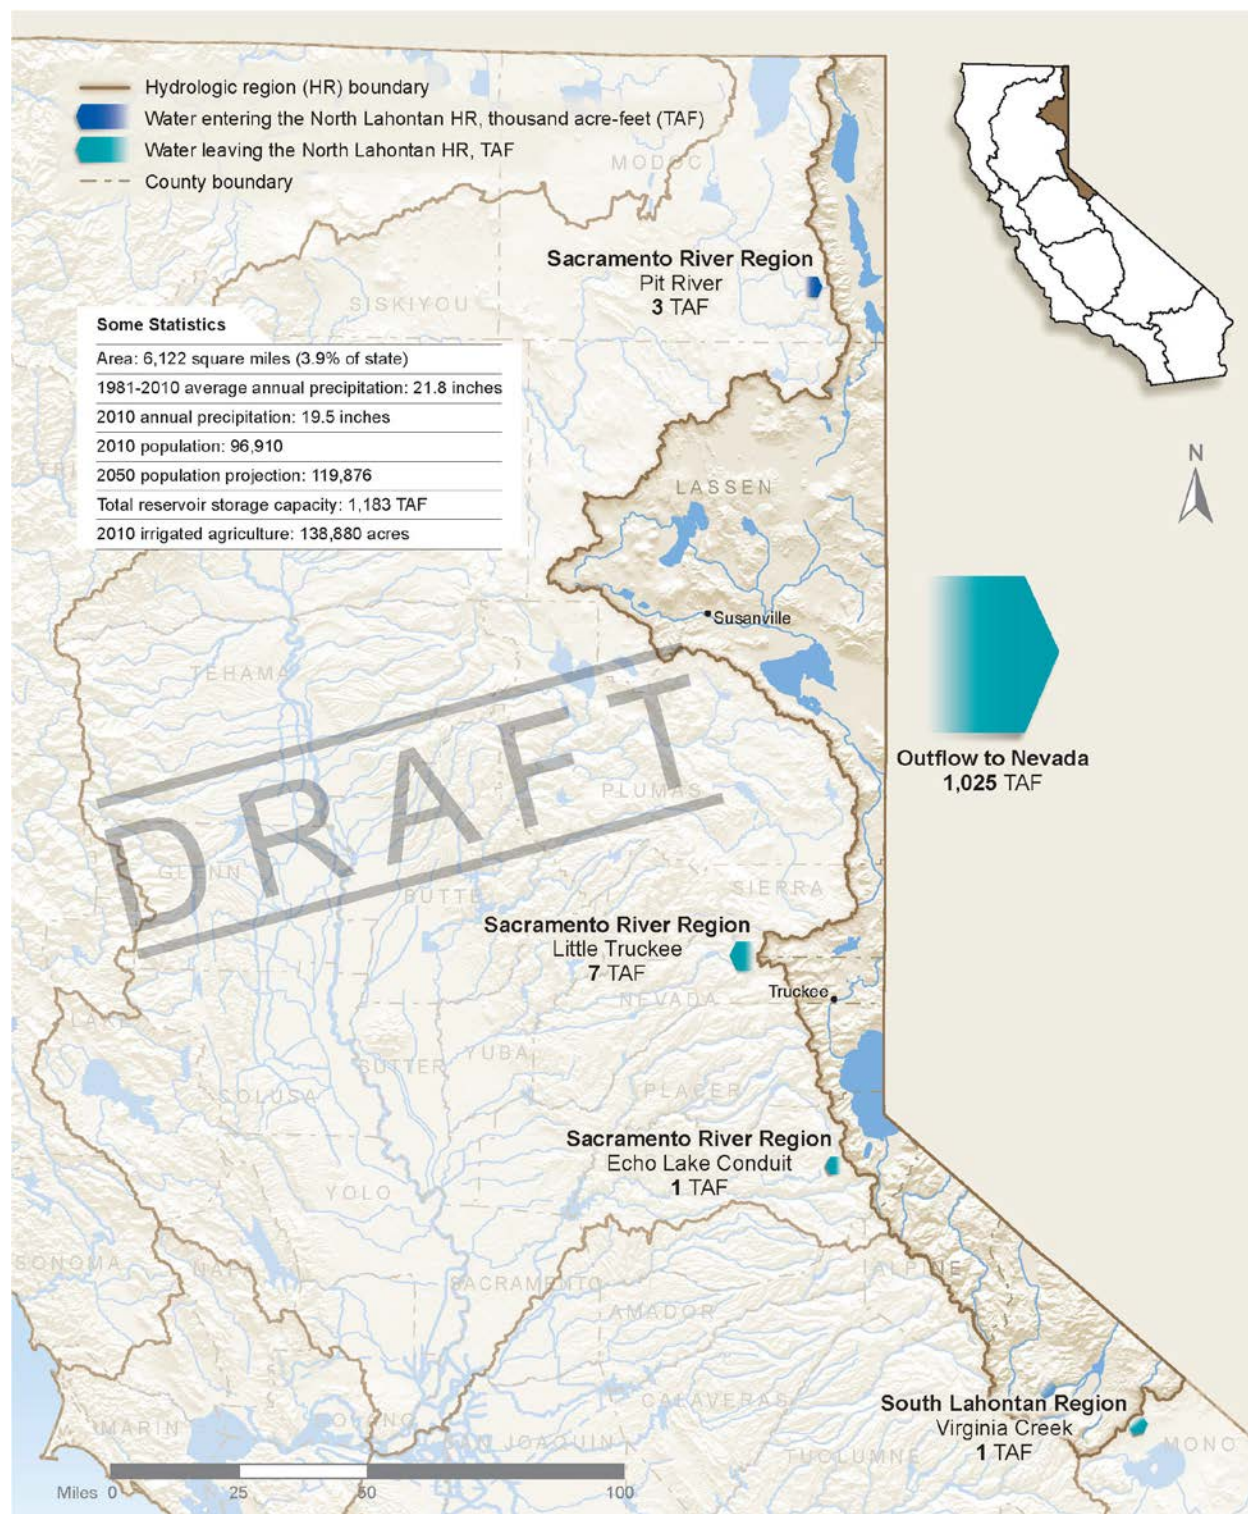 Hydrologic region (HR) boundary
Water entering the North Lahontan HR, thousand acre-feet (TAF)
Water leaving the North Lahontan HR, TAF
County boundary
MODOC
Sacramento River Region
Pit River
3 TAF
SISKIYOU
Some Statistics
Area: 6,122 square miles (3.9% of state)
1981-2010 average annual precipitation: 21.8 inches
2010 annual precipitation: 19.5 inches
2010 population: 96,910
2050 population projection: 119,876
Total reservoir storage capacity: 1,183 TAF
2010 irrigated agriculture: 138,880 acres
N
LASSEN
Susanville
TEHAMA
DRAFT
Outflow to Nevada
1,025 TAF
PLUMAS
GLENN
BUTTE
SIERRA
Sacramento River Region
Little Truckee
7 TAF
Truckee
NEVADA
LAKE
YUBA
SUTTER
COLUSA
PLACER
Sacramento River Region
Echo Lake Conduit
1 TAF
YOLO
SONOMA
NAPA
ALPINE
SACRAMENTO
AMADOR
CALAVERAS
South Lahontan Region
Virginia Creek
1 TAF
MARIN
SOLANO
SAN JOAQUIN
TUOLUMNE
MONO
Miles 0 25 50 100